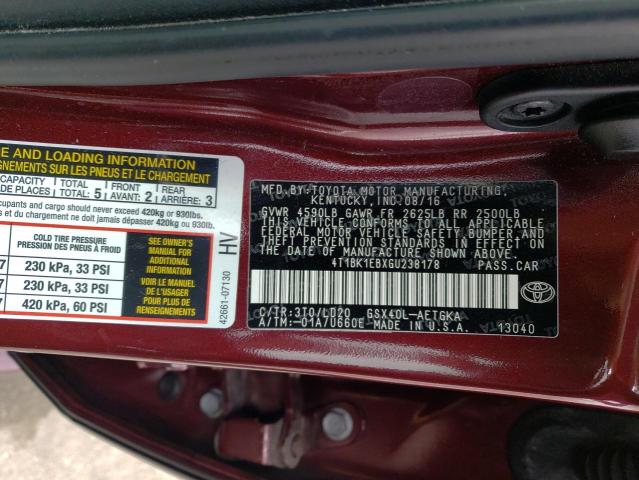 E AND LOADING INFORMATION
NEMENTS SUR LES PNEUS ET LE CHARGEMENT
CAPACITY TOTAL 5 FRONT 2 REAR 3
DE PLACES TOTAL AVANT: ARRIÈRE:
upants and cargo should never exceed 420kg or 930lbs.
et du chargement ne doit jamais dépasser 420kg ou 930lb.
COLD TIRE PRESSURE
PRESSION DES PNEUS À FROID
7 230 kPa, 33 PSI
7 230 kPa, 33 PSI
7 420 kPa, 60 PSI
SEE OWNER'S
MANUAL FOR
ADDITIONAL
INFORMATION
VOIR LE MANUEL
DE L'USAGER
POUR PLUS DE
RENSEIGNEMENTS
42661-07130 HV
MFD. BY: TOYOTA MOTOR MANUFACTURING,
KENTUCKY, INC. 08/16
GVWR 4590LB GAWR FR 2625LB RR 2500LB
THIS VEHICLE CONFORMS TO ALL APPLICABLE
FEDERAL MOTOR VEHICLE SAFETY, BUMPER, AND
THEFT PREVENTION STANDARDS IN EFFECT ON
THE DATE OF MANUFACTURE SHOWN ABOVE.
4T1BK1EBXGU238178 PASS.CAR
C/TR:3T0/LD20 GSX40L-AETGKA
A/TM:-01A/U660E MADE IN U.S.A. 13040
TOYOTA